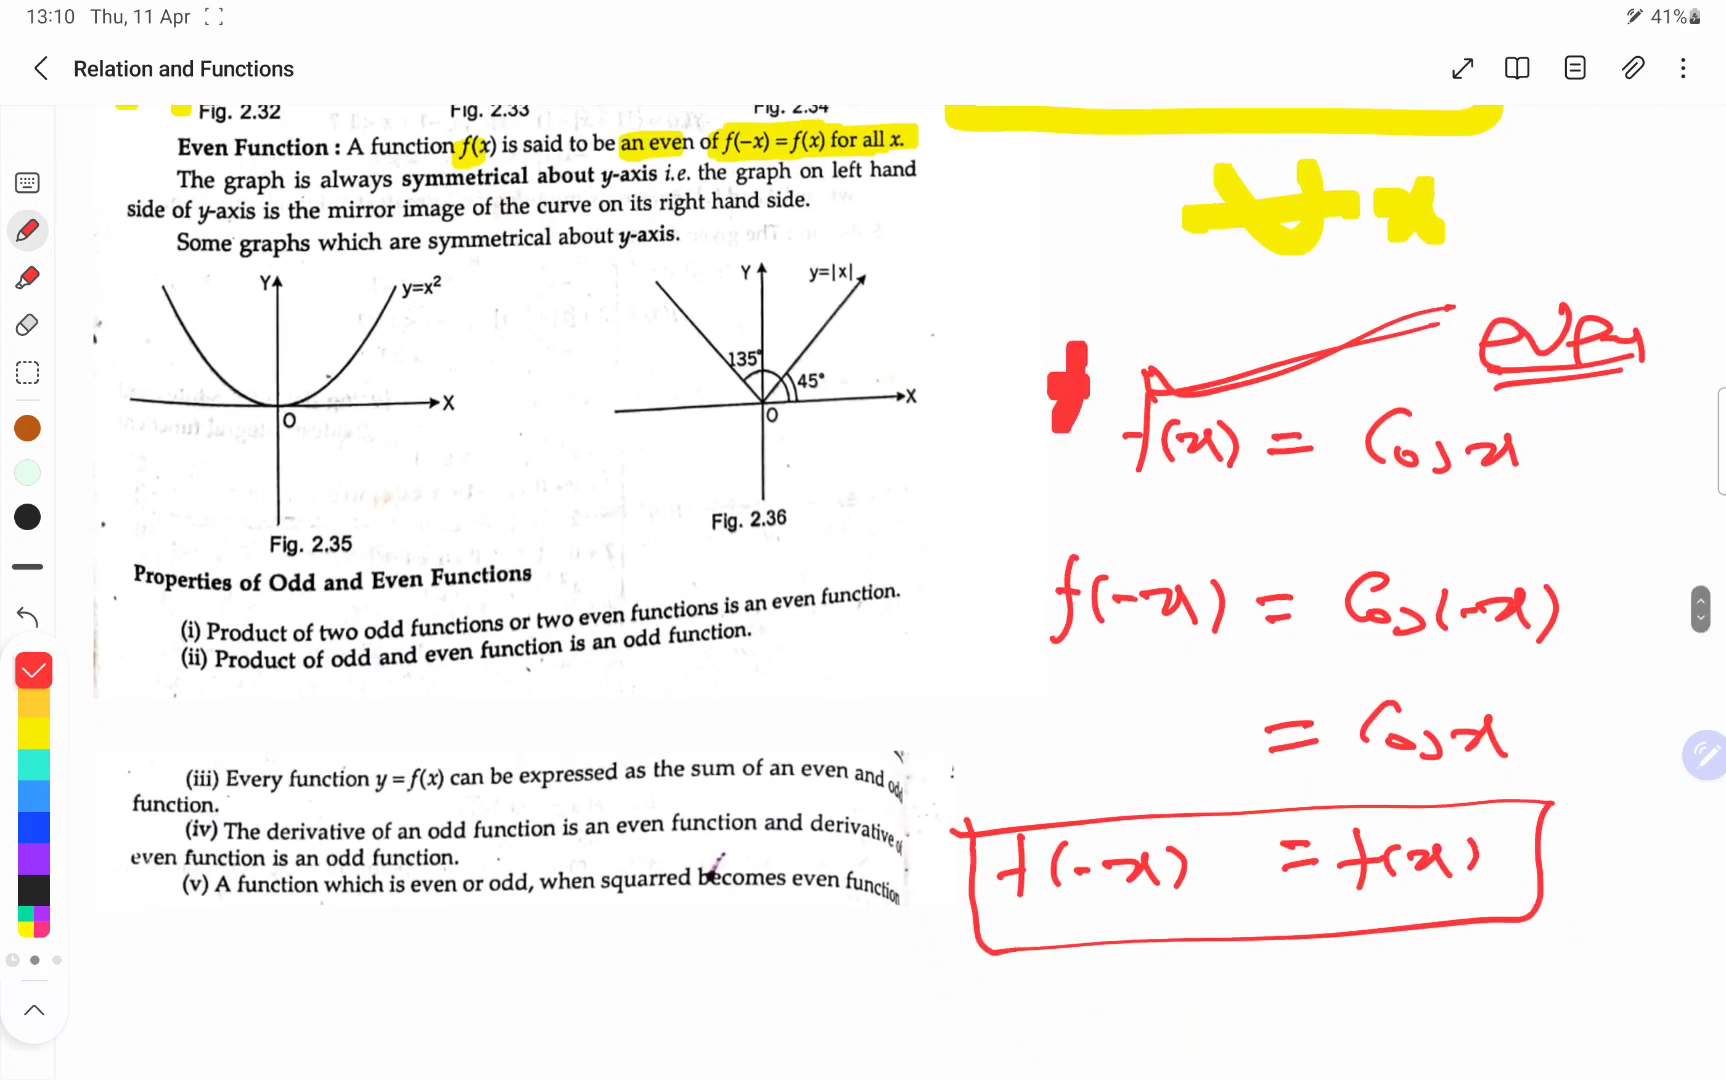 13:10 Thu, 11 Apr
41%
Relation and Functions
Fig. 2.32
Fig. 2.33
Fig. 2.34
Even Function : A function f(x) is said to be an even of f(−x) = f(x) for all x.
The graph is always symmetrical about y-axis i.e. the graph on left hand
side of y-axis is the mirror image of the curve on its right hand side.
Some graphs which are symmetrical about y-axis.
Y
y=x²
X
O
Fig. 2.35
Y
y=|x|
135°
45°
X
O
Fig. 2.36
Properties of Odd and Even Functions
(i) Product of two odd functions or two even functions is an even function.
(ii) Product of odd and even function is an odd function.
(iii) Every function y = f(x) can be expressed as the sum of an even and odd
function.
(iv) The derivative of an odd function is an even function and derivative of
even function is an odd function.
(v) A function which is even or odd, when squarred becomes even function
x
even
f(x) = Cos x
f(-x) = Cos(-x)
= Cos x
f(-x) = f(x)